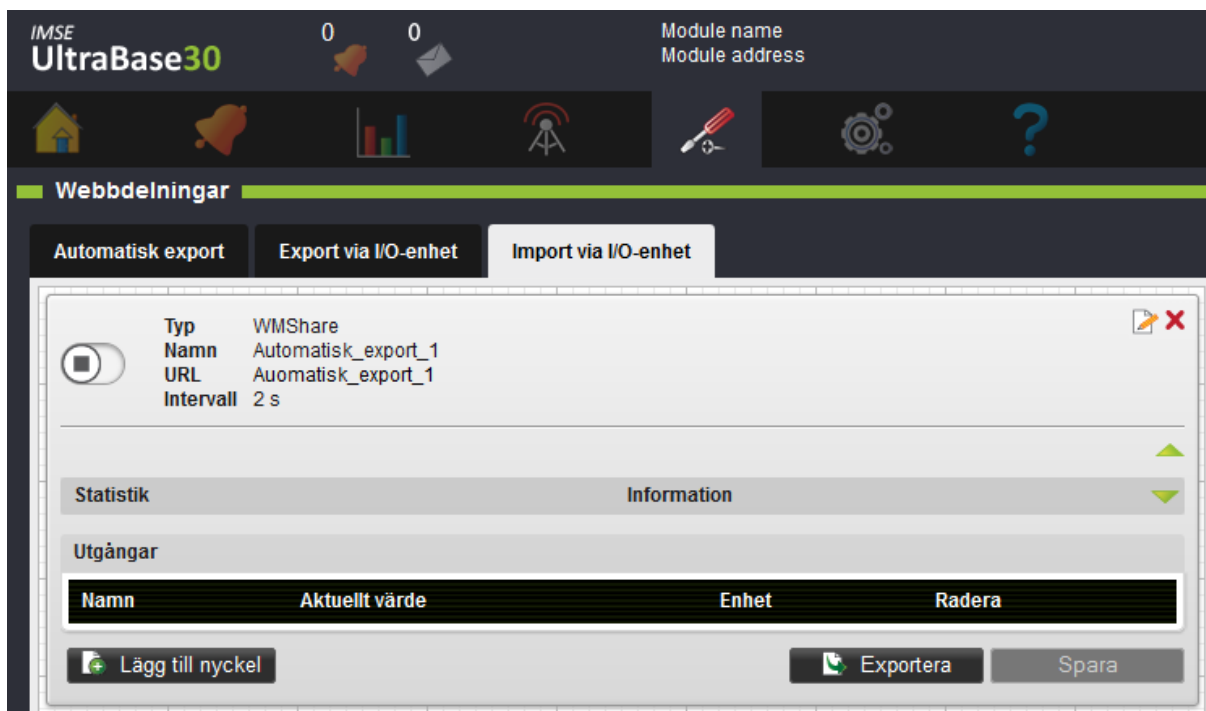 IMSE
UltraBase30
0
0
Module name
Module address
?
Webbdelningar
Automatisk export
Export via I/O-enhet
Import via I/O-enhet
Typ WMShare
Namn Automatisk_export_1
URL Auomatisk_export_1
Intervall 2 s
Statistik Information
Utgångar
Namn Aktuellt värde Enhet Radera
Lägg till nyckel Exportera Spara